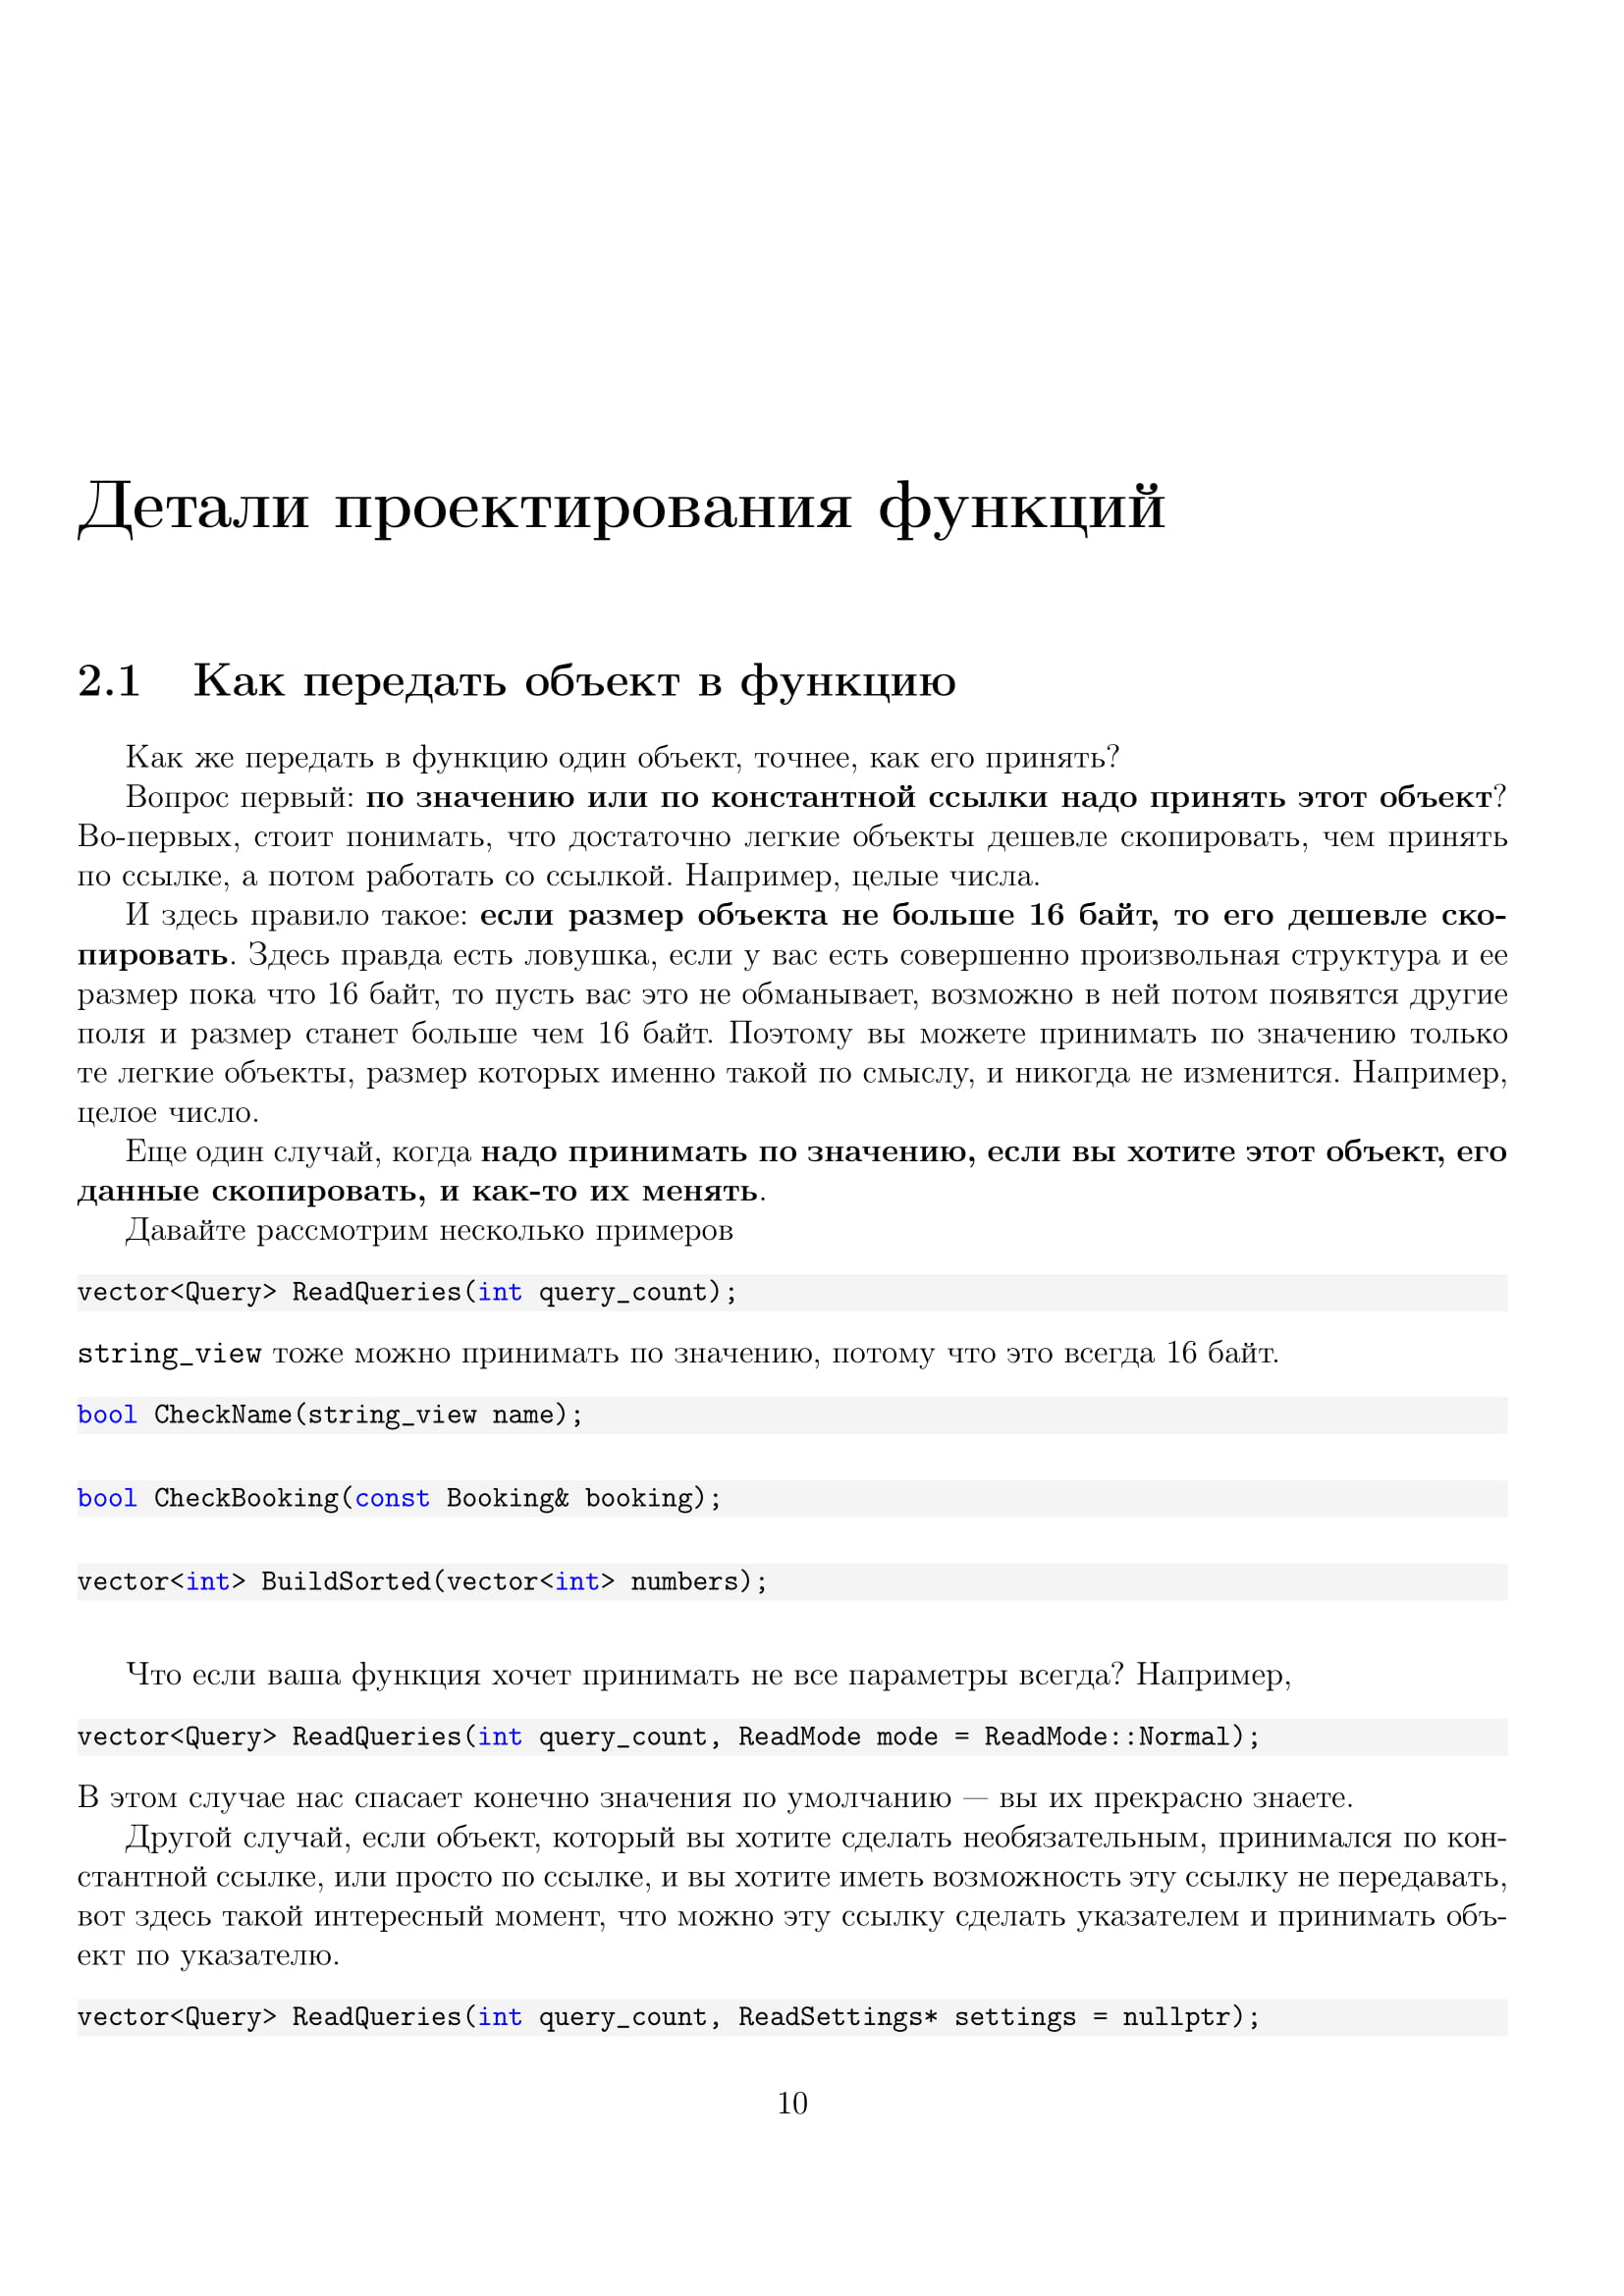 Детали проектирования функций
2.1 Как передать объект в функцию
Как же передать в функцию один объект, точнее, как его принять?
Вопрос первый: по значению или по константной ссылки надо принять этот объект?
Во-первых, стоит понимать, что достаточно легкие объекты дешевле скопировать, чем принять
по ссылке, а потом работать со ссылкой. Например, целые числа.
И здесь правило такое: если размер объекта не больше 16 байт, то его дешевле ско-
пировать. Здесь правда есть ловушка, если у вас есть совершенно произвольная структура и ее
размер пока что 16 байт, то пусть вас это не обманывает, возможно в ней потом появятся другие
поля и размер станет больше чем 16 байт. Поэтому вы можете принимать по значению только
те легкие объекты, размер которых именно такой по смыслу, и никогда не изменится. Например,
целое число.
Еще один случай, когда надо принимать по значению, если вы хотите этот объект, его
данные скопировать, и как-то их менять.
Давайте рассмотрим несколько примеров
vector<Query> ReadQueries(int query_count);
string_view тоже можно принимать по значению, потому что это всегда 16 байт.
bool CheckName(string_view name);
bool CheckBooking(const Booking& booking);
vector<int> BuildSorted(vector<int> numbers);
Что если ваша функция хочет принимать не все параметры всегда? Например,
vector<Query> ReadQueries(int query_count, ReadMode mode = ReadMode::Normal);
В этом случае нас спасает конечно значения по умолчанию — вы их прекрасно знаете.
Другой случай, если объект, который вы хотите сделать необязательным, принимался по кон-
стантной ссылке, или просто по ссылке, и вы хотите иметь возможность эту ссылку не передавать,
вот здесь такой интересный момент, что можно эту ссылку сделать указателем и принимать объ-
ект по указателю.
vector<Query> ReadQueries(int query_count, ReadSettings* settings = nullptr);
10